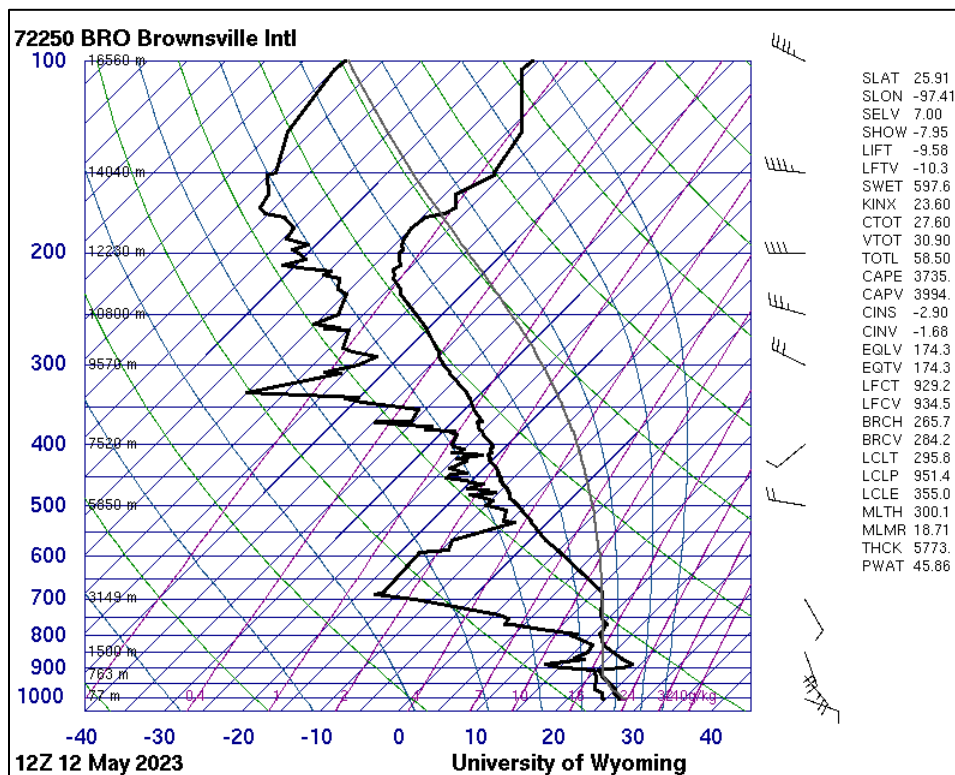 72250 BRO Brownsville Intl
100 16560 m
14040 m
200 12230 m
10800 m
300 9570 m
400 7520 m
500 5850 m
600
700 3149 m
800
1500 m
900
763 m
1000 77 m
0.4 1 2 4 7 10 16 24 32 40g/kg
-40 -20 -10 0 10 20 30 40
12Z 12 May 2023 University of Wyoming
SLAT 25.91
SLON -97.41
SELV 7.00
SHOW -7.95
LIFT -9.58
LFTV -10.3
SWET 597.6
KINX 23.60
CTOT 27.60
VTOT 30.90
TOTL 58.50
CAPE 3735.
CAPV 3994.
CINS -2.90
CINV -1.68
EQLV 174.3
EQTV 174.3
LFCT 929.2
LFCV 934.5
BRCH 265.7
BRCV 284.2
LCLT 295.8
LCLP 951.4
LCLE 355.0
MLTH 300.1
MLMR 18.71
THCK 5773.
PWAT 45.86